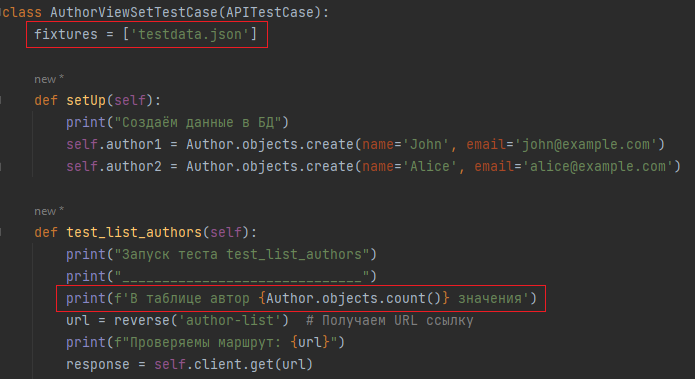 class AuthorViewSetTestCase(APITestCase):
fixtures = ['testdata.json']
new *
def setUp(self):
print("Создаём данные в БД")
self.author1 = Author.objects.create(name='John', email='john@example.com')
self.author2 = Author.objects.create(name='Alice', email='alice@example.com')
new *
def test_list_authors(self):
print("Запуск теста test_list_authors")
print("______________________________")
print(f'В таблице автор {Author.objects.count()} значения')
url = reverse('author-list')  # Получаем URL ссылку
print(f"Проверяемы маршрут: {url}")
response = self.client.get(url)